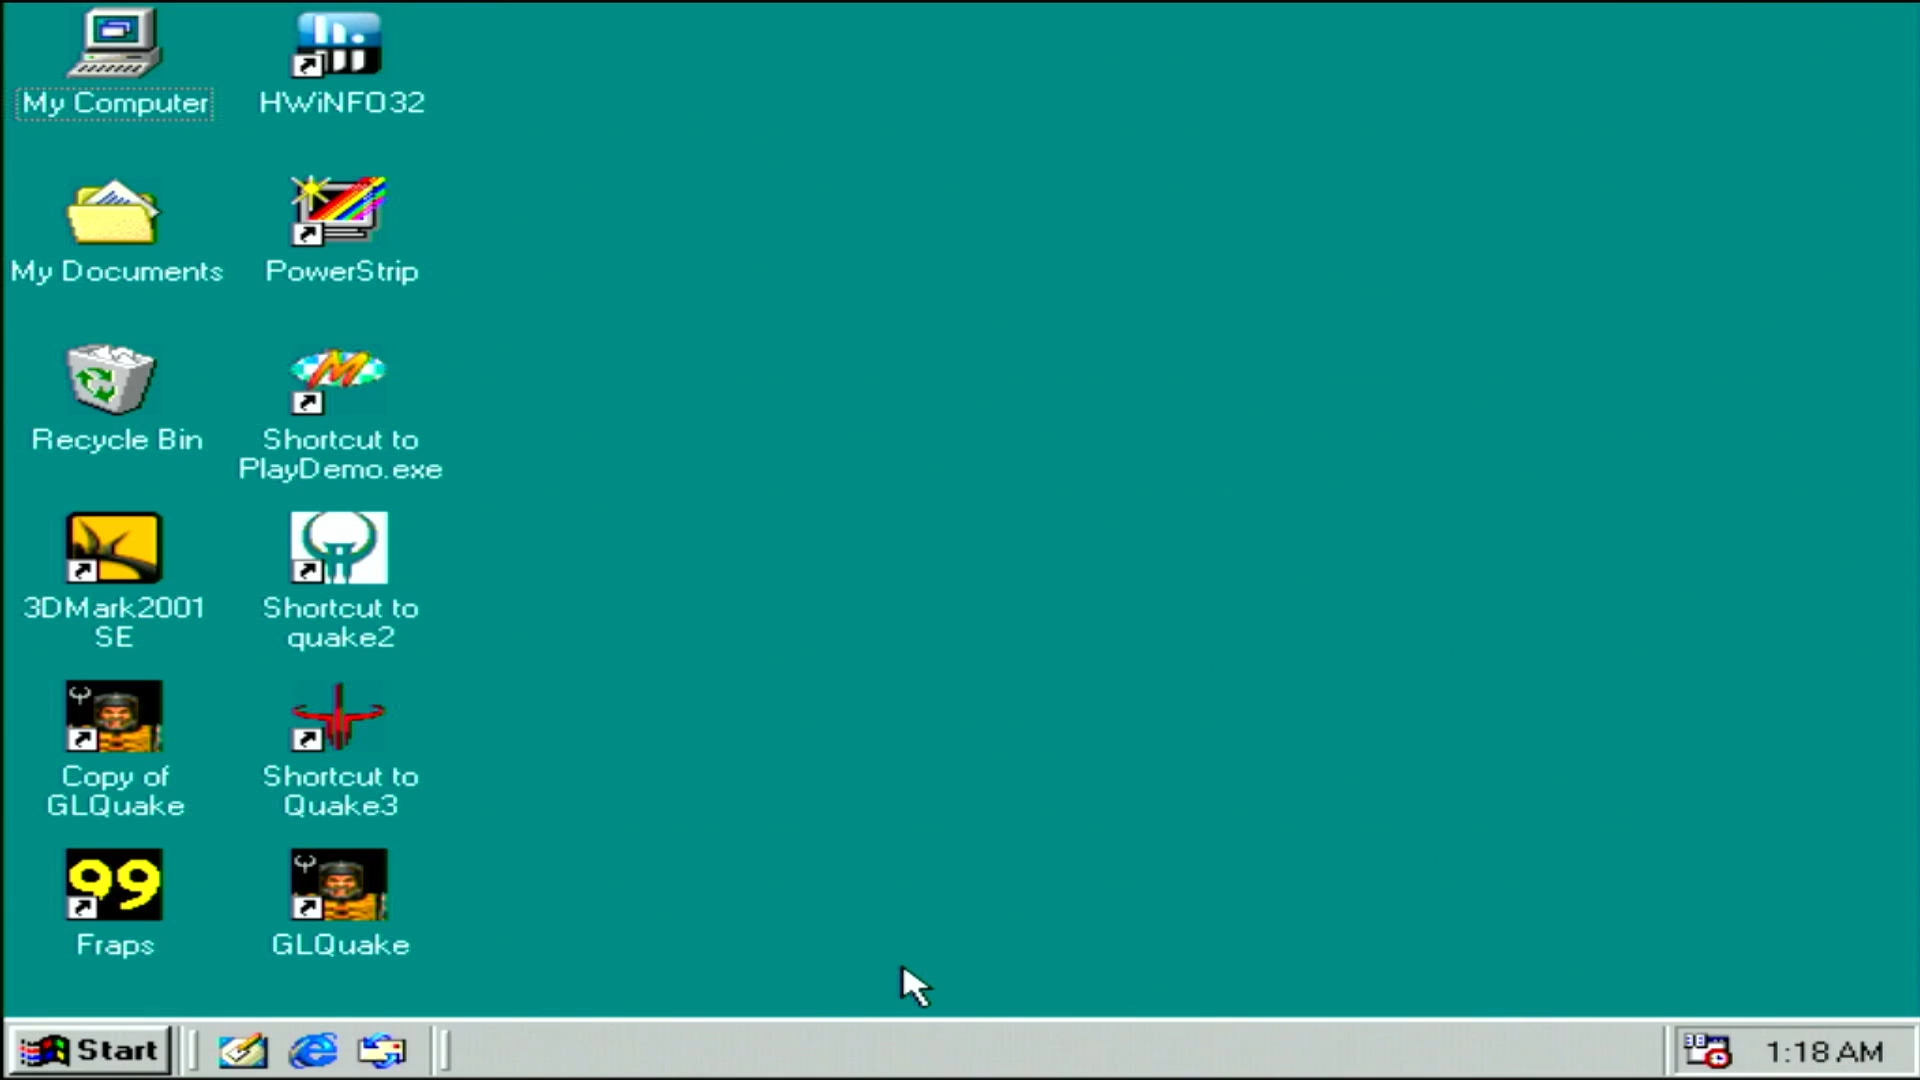 My Computer
HWiNFO32
My Documents
PowerStrip
Recycle Bin
Shortcut to
PlayDemo.exe
3DMark2001
SE
Shortcut to
quake2
Copy of
GLQuake
Shortcut to
Quake3
99
Fraps
GLQuake
Start
1:18 AM